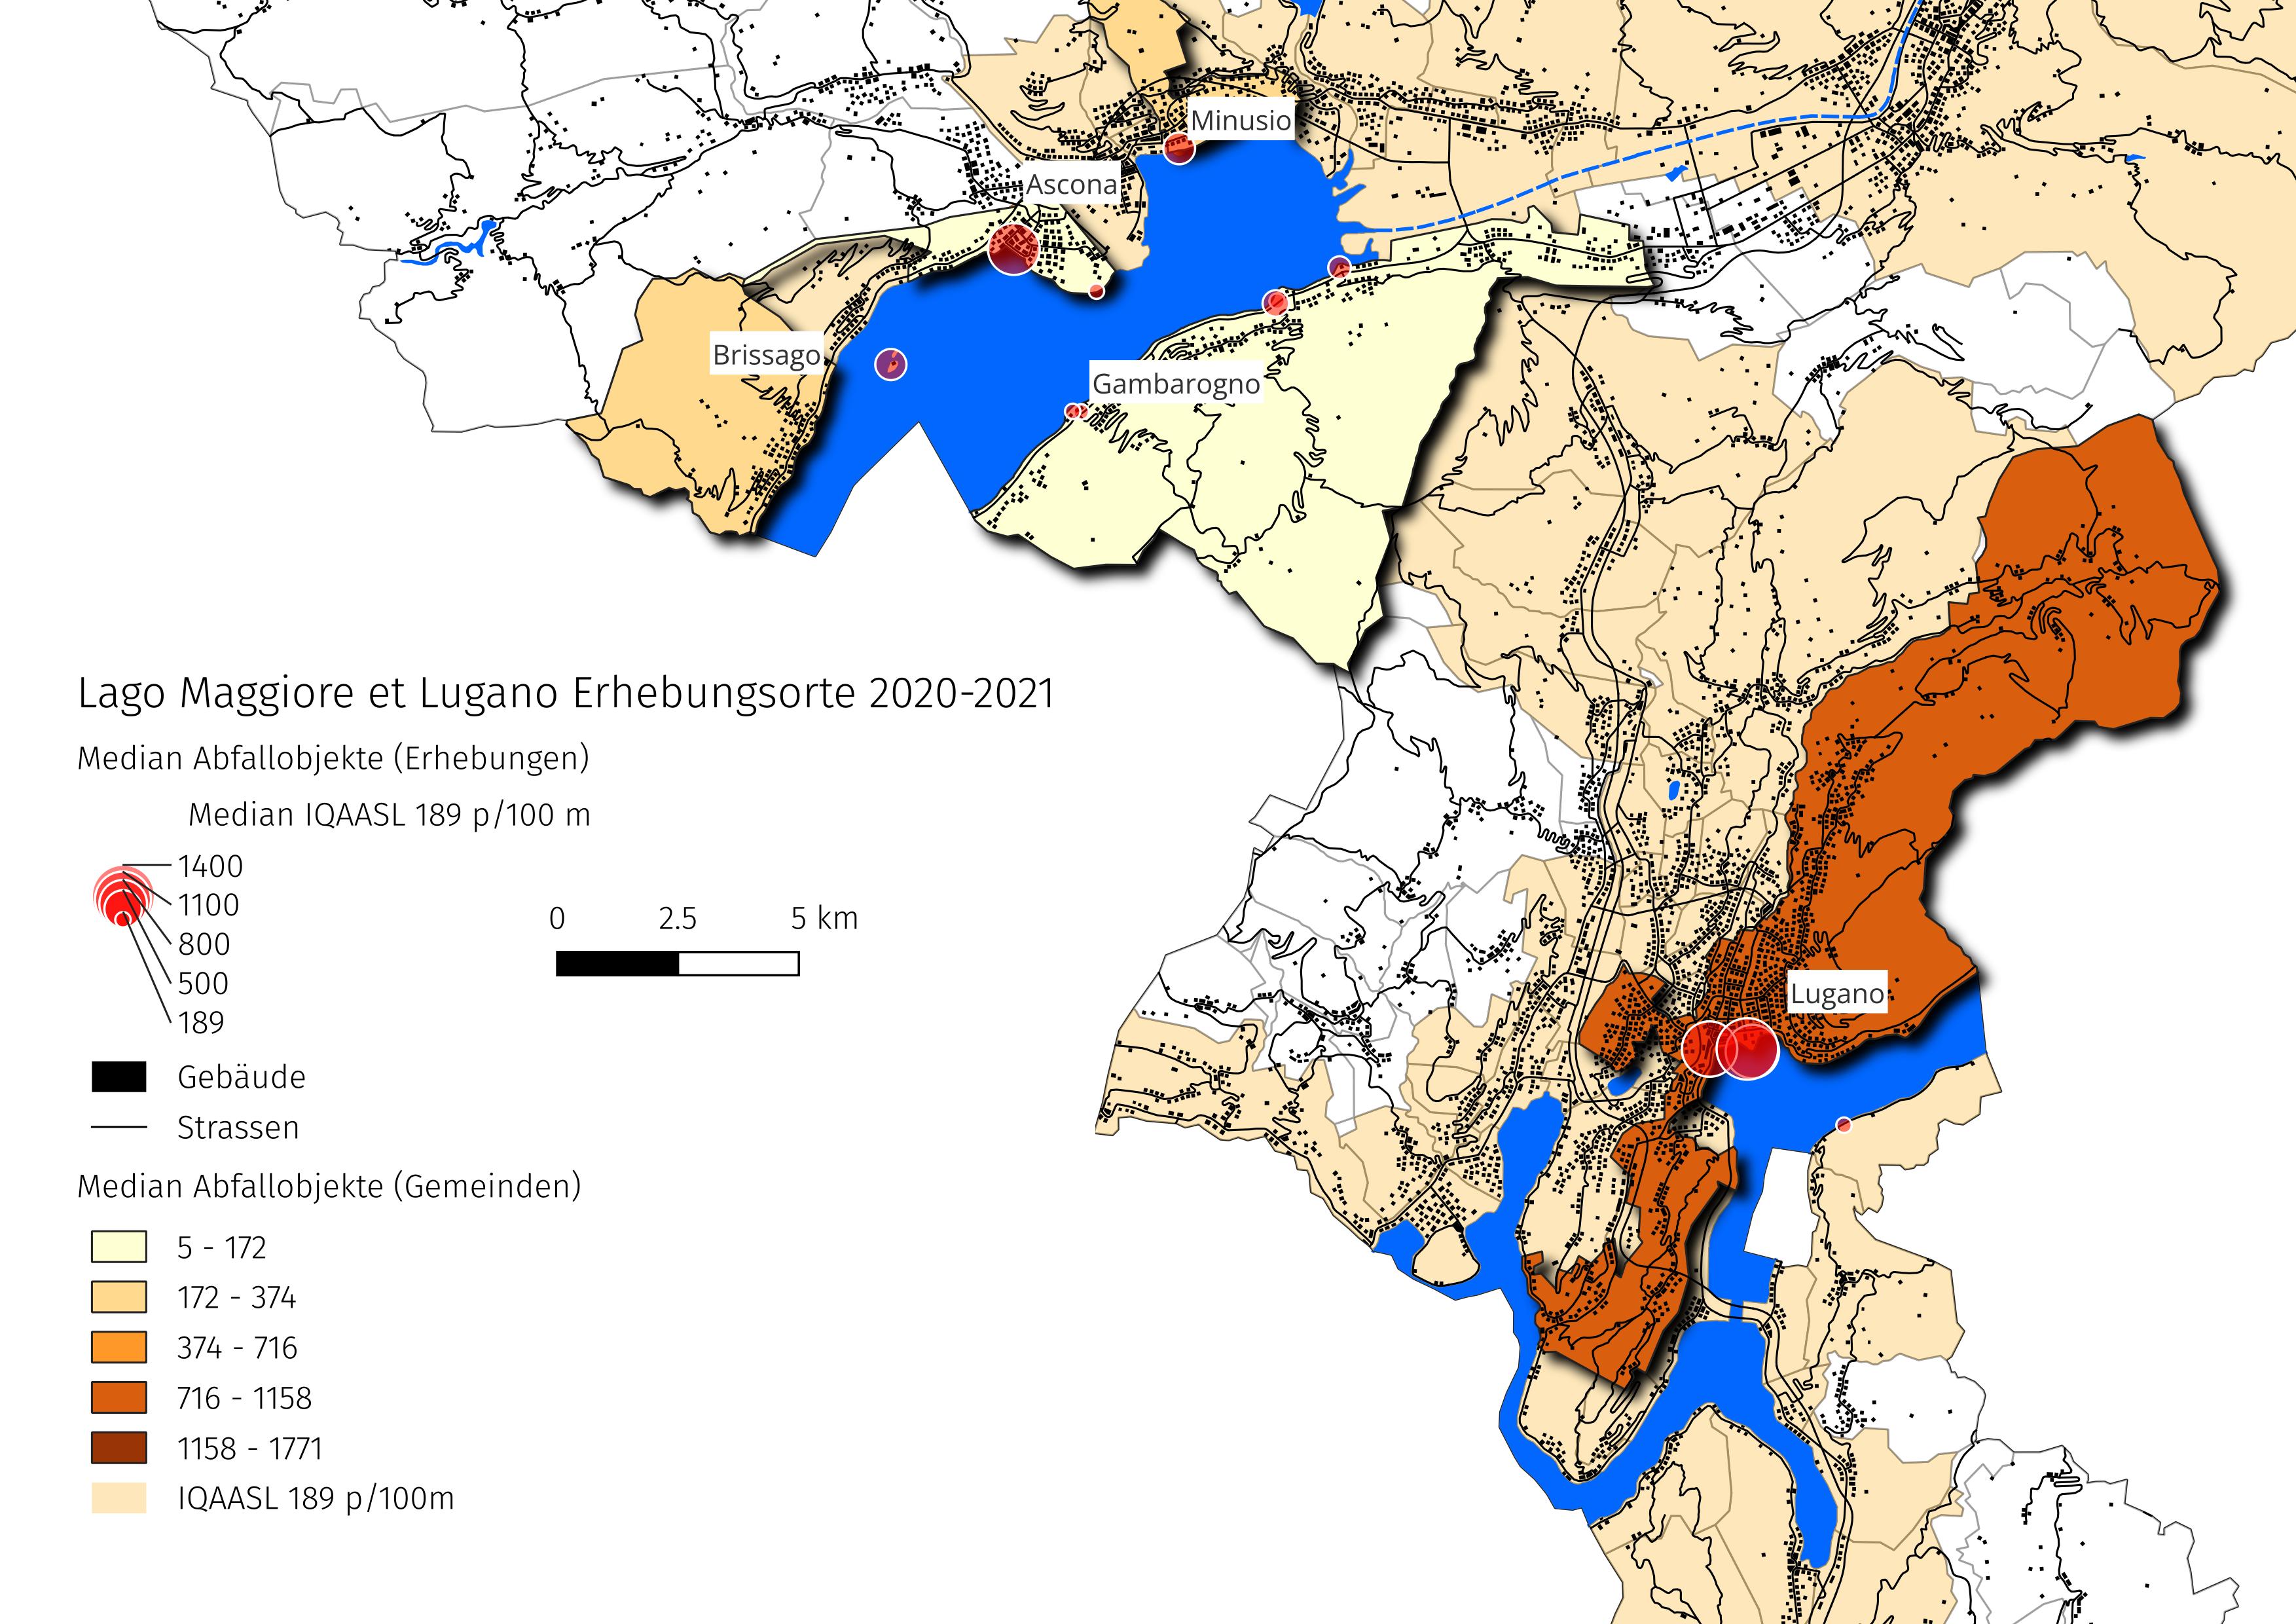 Minusio
Ascona
Brissago
Gambarogno
Lago Maggiore et Lugano Erhebungsorte 2020-2021
Median Abfallobjekte (Erhebungen)
Median IQAASL 189 p/100 m
1400
1100
800
500
189
0 2.5 5 km
Lugano
Gebäude
Strassen
Median Abfallobjekte (Gemeinden)
5 - 172
172 - 374
374 - 716
716 - 1158
1158 - 1771
IQAASL 189 p/100m